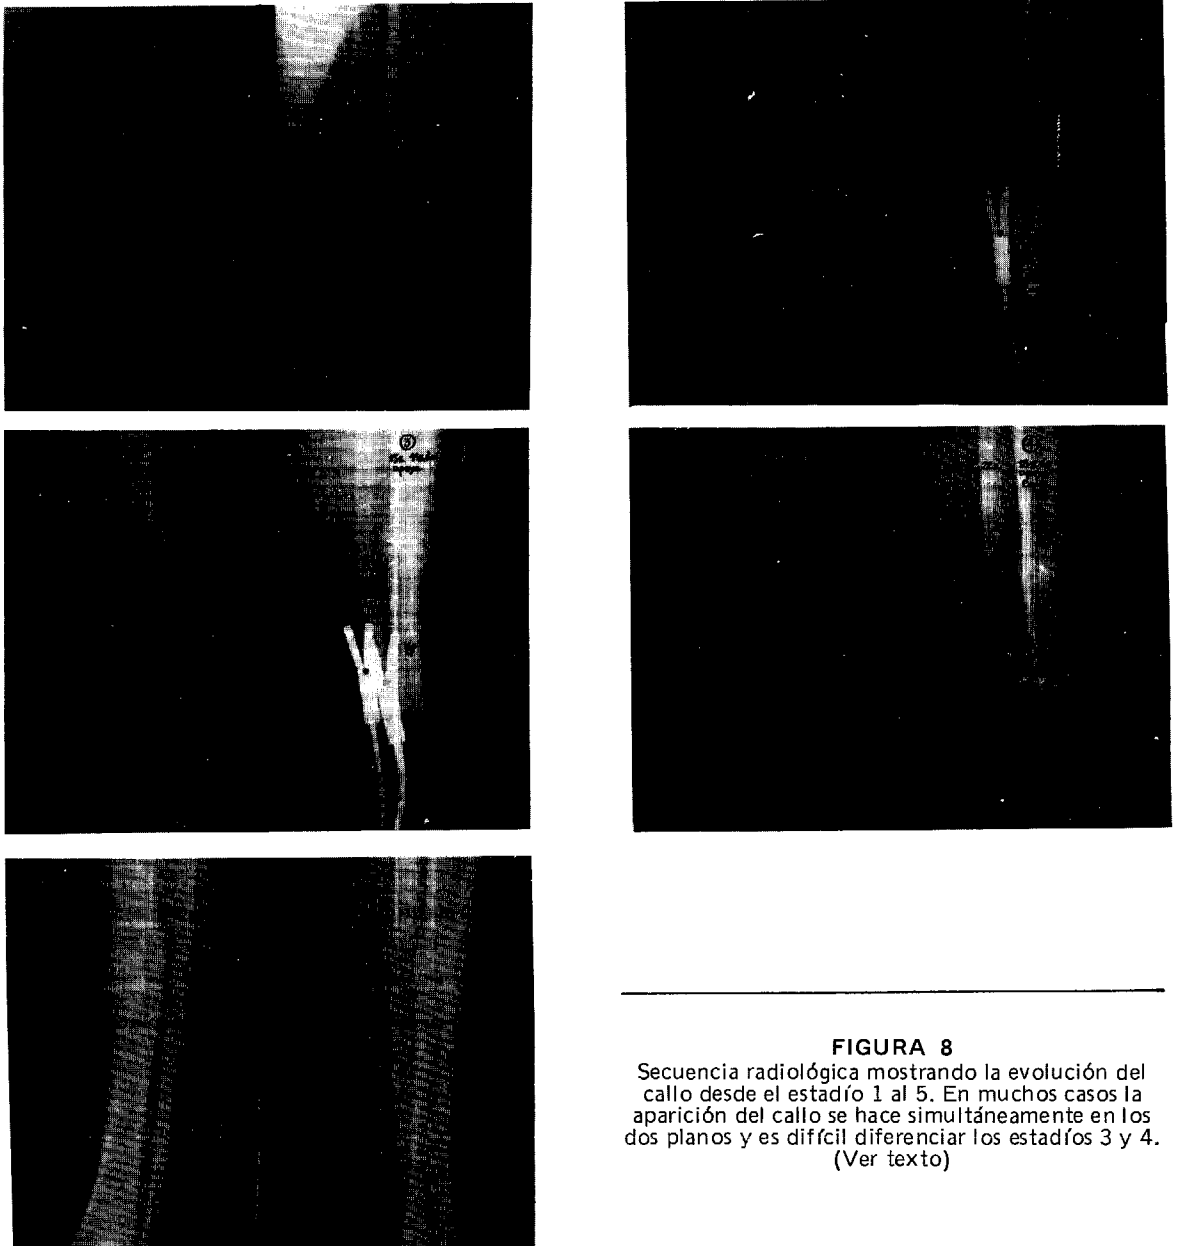 ③
④
FIGURA 8
Secuencia radiológica mostrando la evolución del
callo desde el estadío 1 al 5. En muchos casos la
aparición del callo se hace simultáneamente en los
dos planos y es difícil diferenciar los estadíos 3 y 4.
(Ver texto)